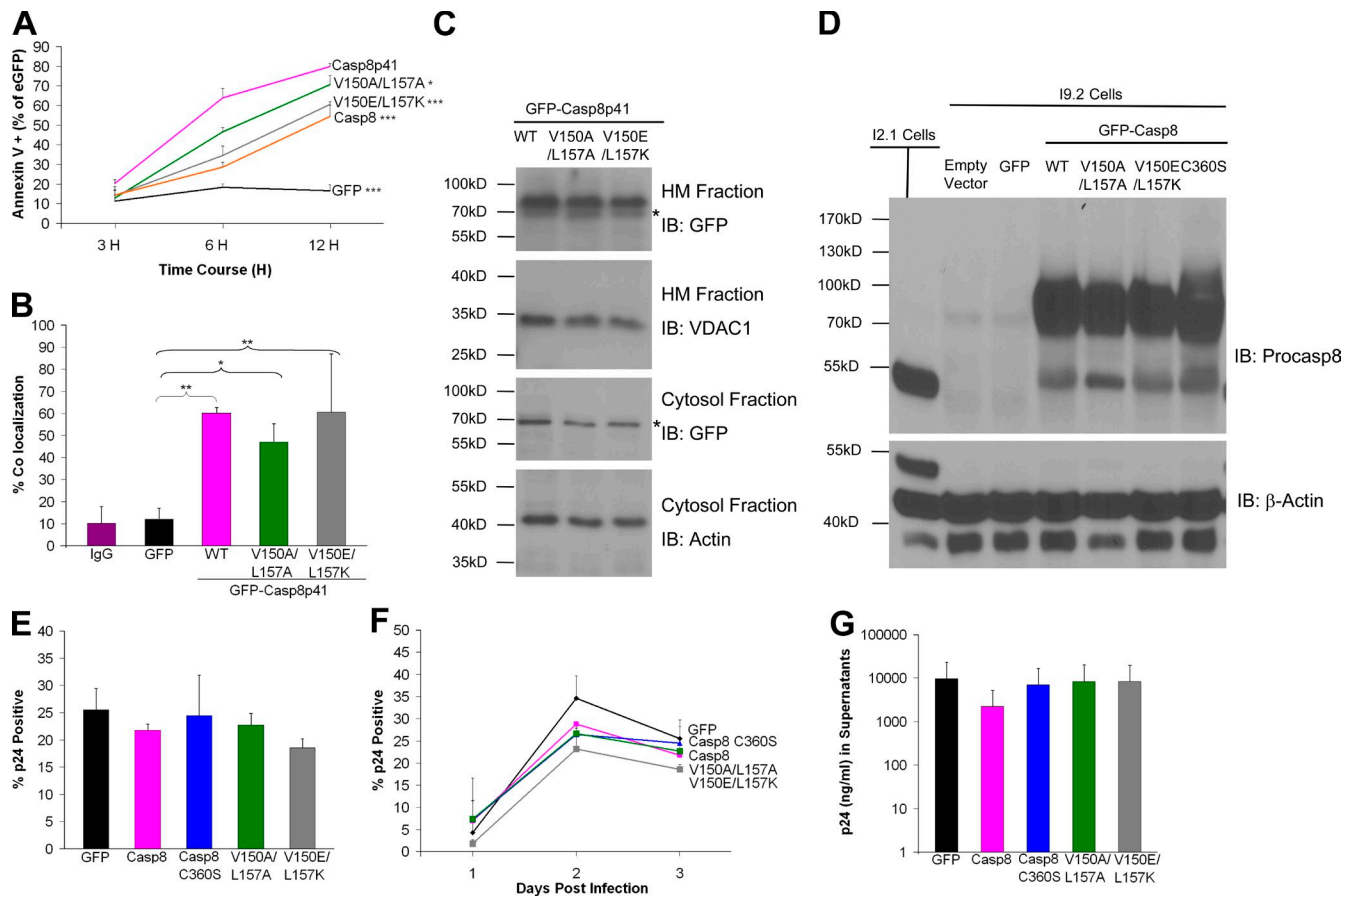 A
Annexin V + (% of eGFP)
90
80
70
60
50
40
30
20
10
0
Casp8p41
V150A/L157A *
V150E/L157K ***
Casp8 ***
GFP ***
3 H 6 H 12 H
Time Course (H)
B
% Co localization
100
90
80
70
60
50
40
30
20
10
0
**
*
**
IgG GFP WT V150A/ V150E/
L157A L157K
GFP-Casp8p41
C
GFP-Casp8p41
WT V150A V150E
/L157A /L157K
100kD
70kD
55kD
*
HM Fraction
IB: GFP
40kD
35kD
25kD
HM Fraction
IB: VDAC1
100kD
70kD
55kD
*
Cytosol Fraction
IB: GFP
55kD
40kD
35kD
Cytosol Fraction
IB: Actin
D
I9.2 Cells
I2.1 Cells
GFP-Casp8
Empty GFP WT V150A V150E C360S
Vector /L157A /L157K
170kD
130kD
100kD
70kD
55kD
IB: Procasp8
55kD
40kD
IB: β-Actin
E
% p24 Positive
40
35
30
25
20
15
10
5
0
GFP Casp8 Casp8 V150A/ V150E/
C360S L157A L157K
F
% p24 Positive
50
45
40
35
30
25
20
15
10
5
0
GFP
Casp8 C360S
Casp8
V150A/L157A
V150E/L157K
1 2 3
Days Post Infection
G
p24 (ng/ml) in Supernatants
100000
10000
1000
100
10
1
GFP Casp8 Casp8 V150A/ V150E/
C360S L157A L157K